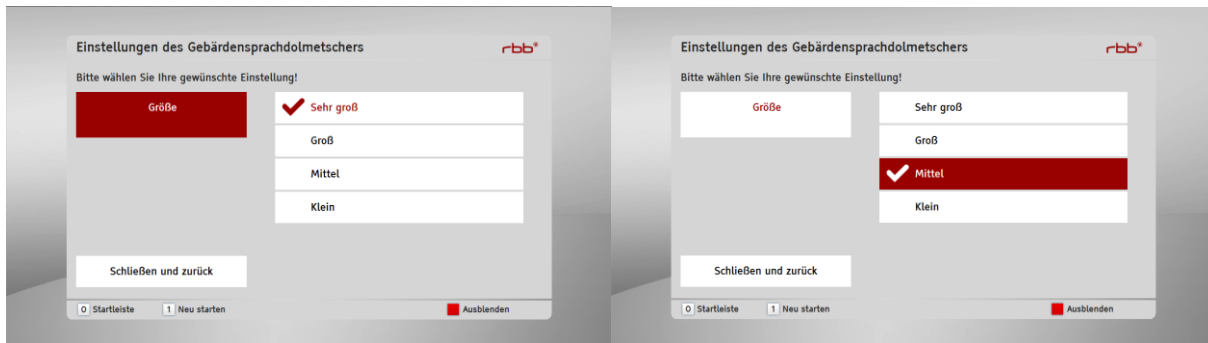 Einstellungen des Gebärdensprachdolmetschers
rbb*
Bitte wählen Sie Ihre gewünschte Einstellung!
Größe
Sehr groß
Groß
Mittel
Klein
Schließen und zurück
0 Startleiste
1 Neu starten
Ausblenden
Einstellungen des Gebärdensprachdolmetschers
rbb*
Bitte wählen Sie Ihre gewünschte Einstellung!
Größe
Sehr groß
Groß
Mittel
Klein
Schließen und zurück
0 Startleiste
1 Neu starten
Ausblenden